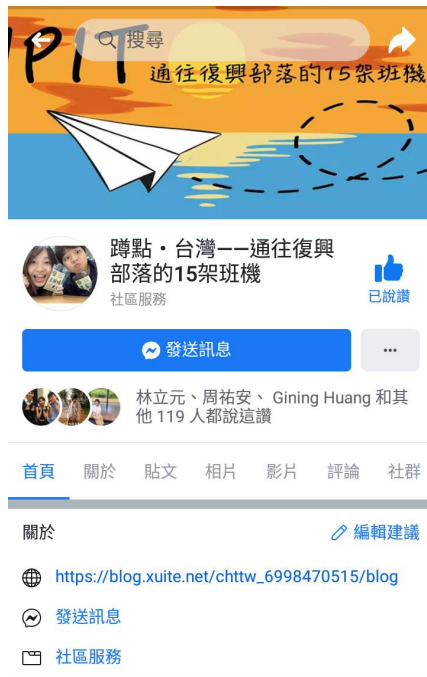 PIT
搜尋
通往復興部落的15架班機
蹲點・台灣——通往復興
部落的15架班機
社區服務
已說讚
發送訊息
林立元、周祐安、 Gining Huang 和其
他 119 人都說這讚
首頁 關於 貼文 相片 影片 評論 社群
關於
編輯建議
https://blog.xuite.net/chttw_6998470515/blog
發送訊息
社區服務